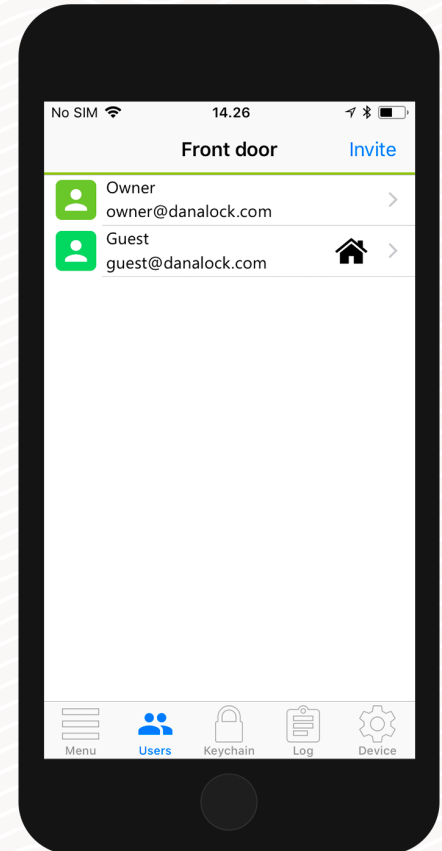 No SIM 14.26
Front door Invite
Owner
owner@danalock.com
Guest
guest@danalock.com
Menu Users Keychain Log Device